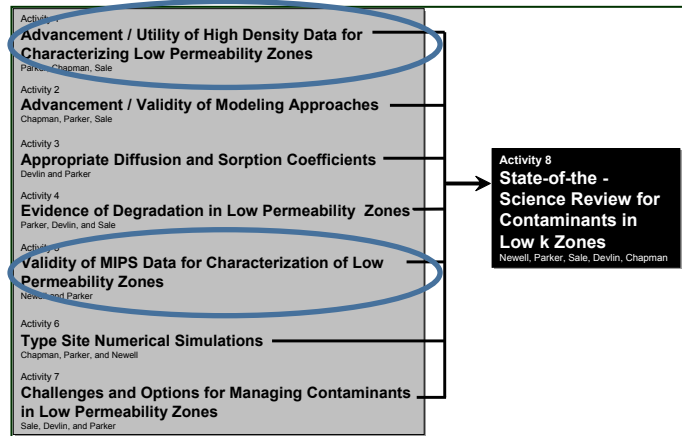 Activity 1
Advancement / Utility of High Density Data for
Characterizing Low Permeability Zones
Parker, Chapman, Sale
Activity 2
Advancement / Validity of Modeling Approaches
Chapman, Parker, Sale
Activity 3
Appropriate Diffusion and Sorption Coefficients
Devlin and Parker
Activity 4
Evidence of Degradation in Low Permeability Zones
Parker, Devlin, and Sale
Activity 5
Validity of MIPS Data for Characterization of Low
Permeability Zones
Newell and Parker
Activity 6
Type Site Numerical Simulations
Chapman, Parker, and Newell
Activity 7
Challenges and Options for Managing Contaminants
in Low Permeability Zones
Sale, Devlin, and Parker
Activity 8
State-of-the -
Science Review for
Contaminants in
Low k Zones
Newell, Parker, Sale, Devlin, Chapman